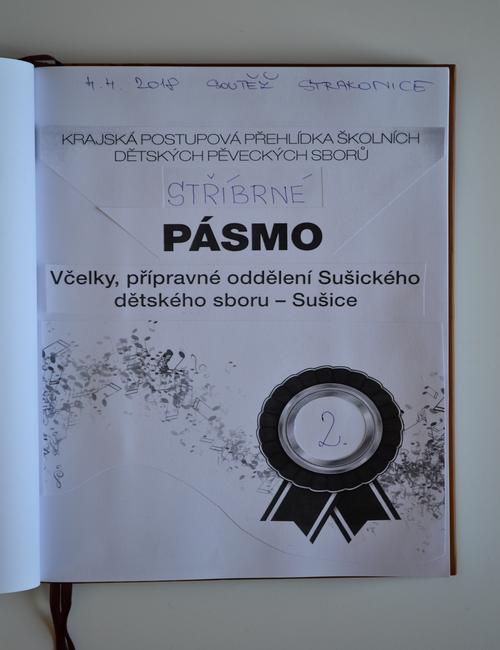 4.4. 2018 SOUTĚŽ STRAKONICE
KRAJSKÁ POSTUPOVÁ PŘEHLÍDKA ŠKOLNÍCH
DĚTSKÝCH PĚVECKÝCH SBORŮ
STŘÍBRNÉ
PÁSMO
Včelky, přípravné oddělení Sušického
dětského sboru – Sušice
2.